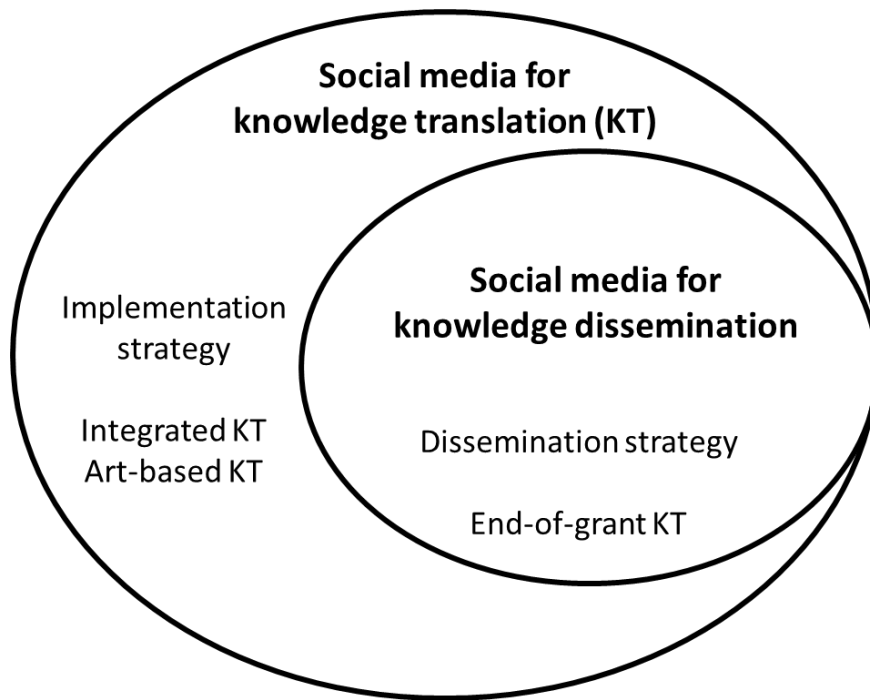 Social media for
knowledge translation (KT)
Social media for
knowledge dissemination
Implementation
strategy
Integrated KT
Art-based KT
Dissemination strategy
End-of-grant KT